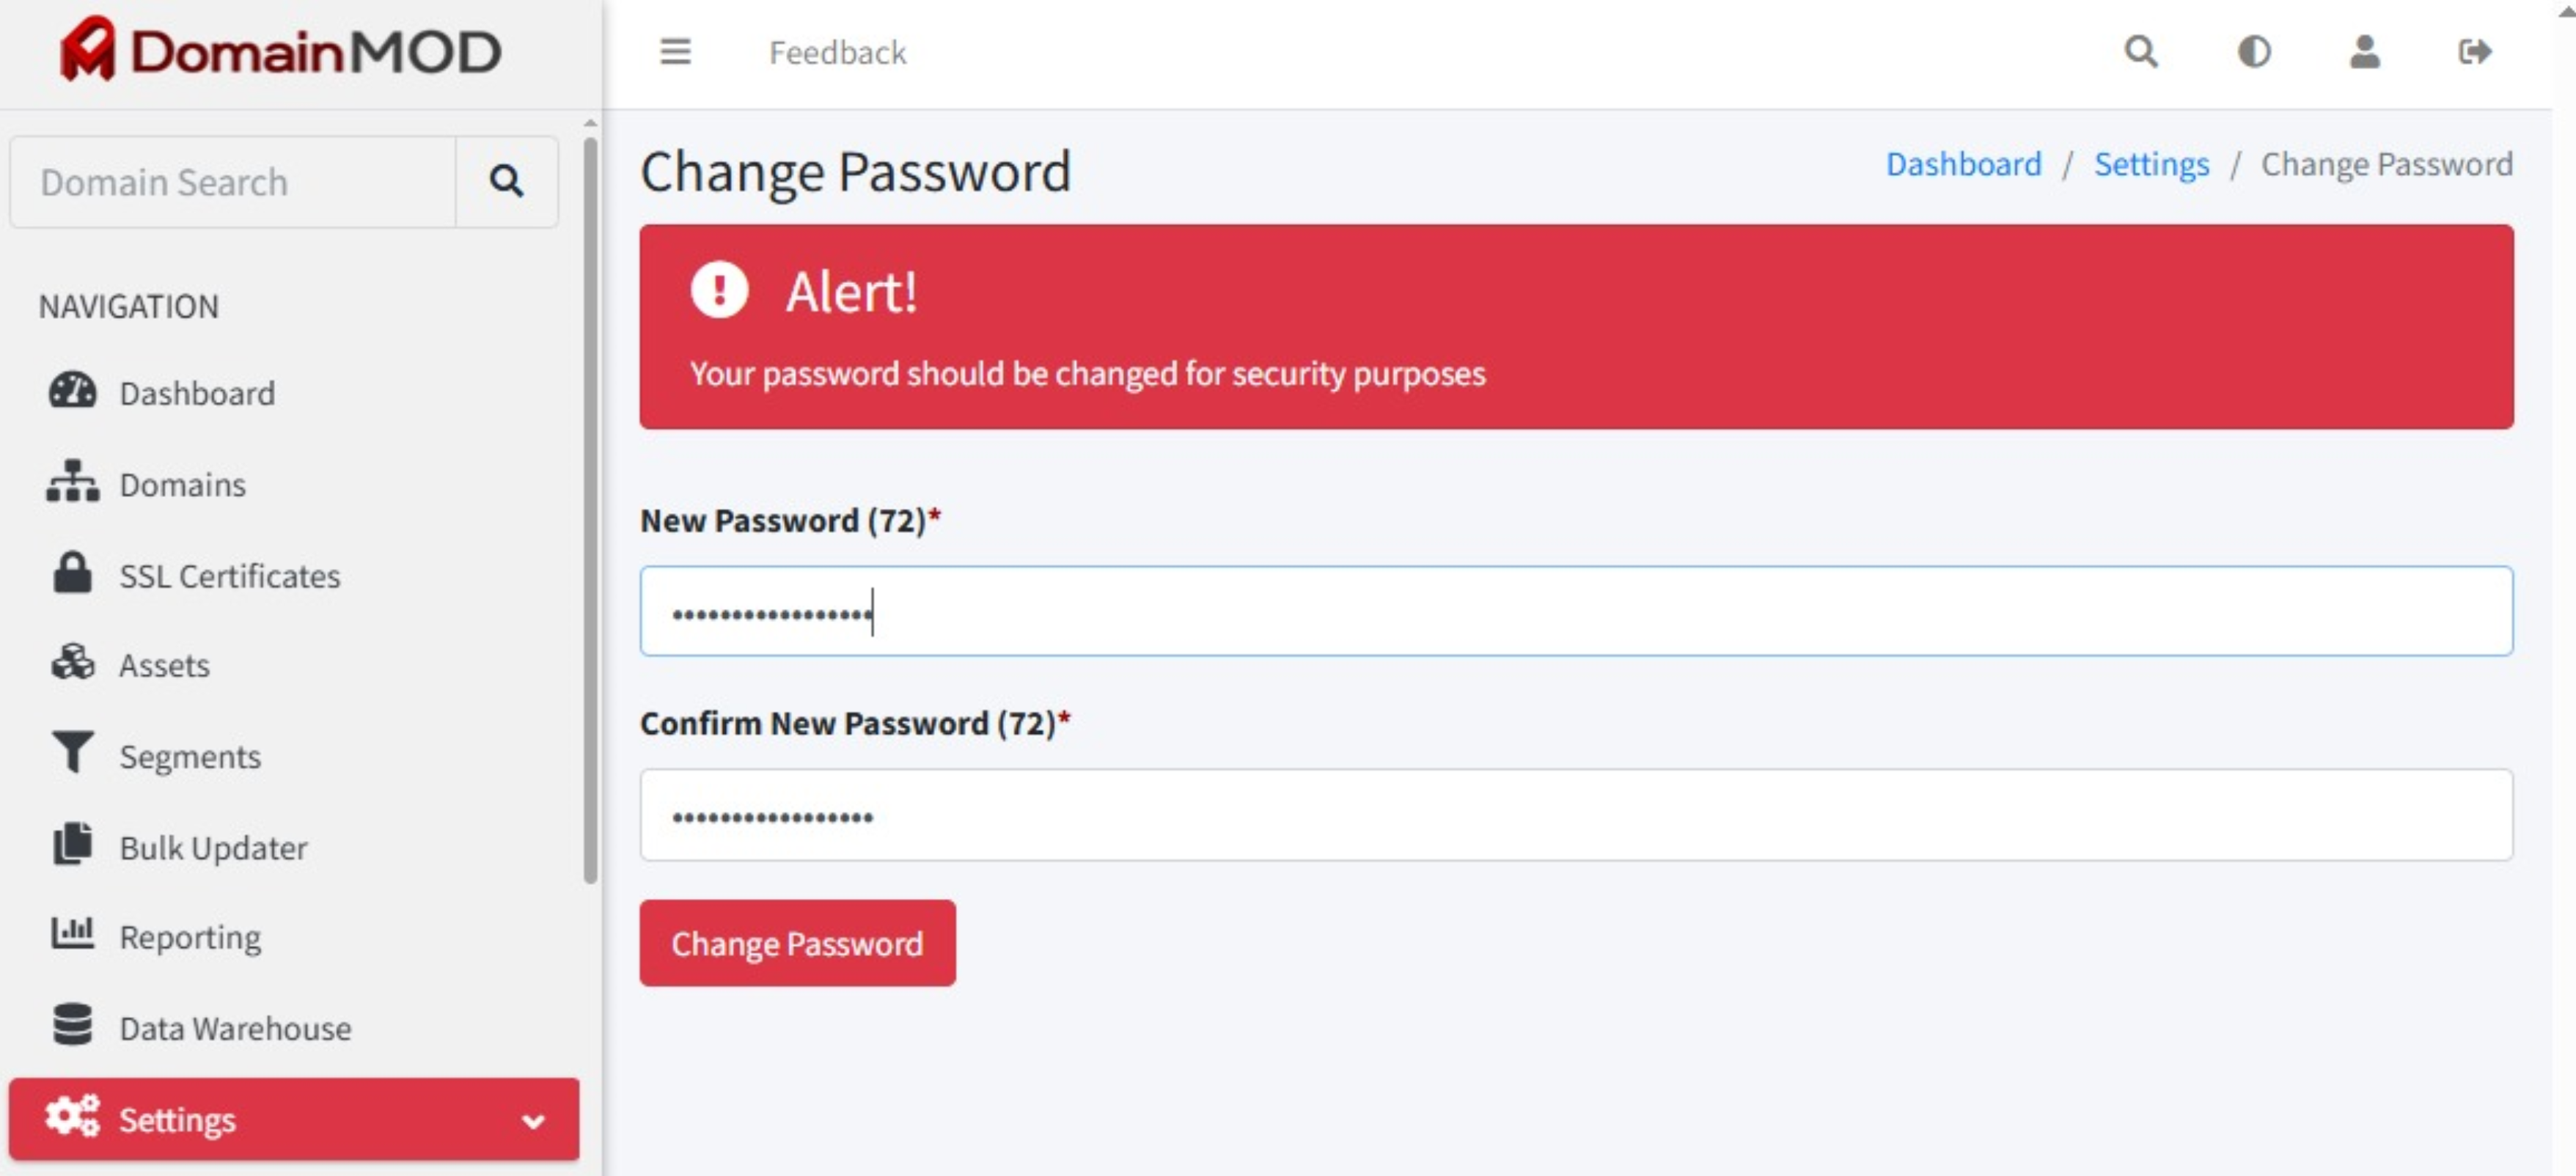 DomainMOD
Feedback
Domain Search
NAVIGATION
Dashboard
Domains
SSL Certificates
Assets
Segments
Bulk Updater
Reporting
Data Warehouse
Settings
Change Password
Dashboard / Settings / Change Password
Alert!
Your password should be changed for security purposes
New Password (72)*
•••••••••••••••••
Confirm New Password (72)*
•••••••••••••••••
Change Password